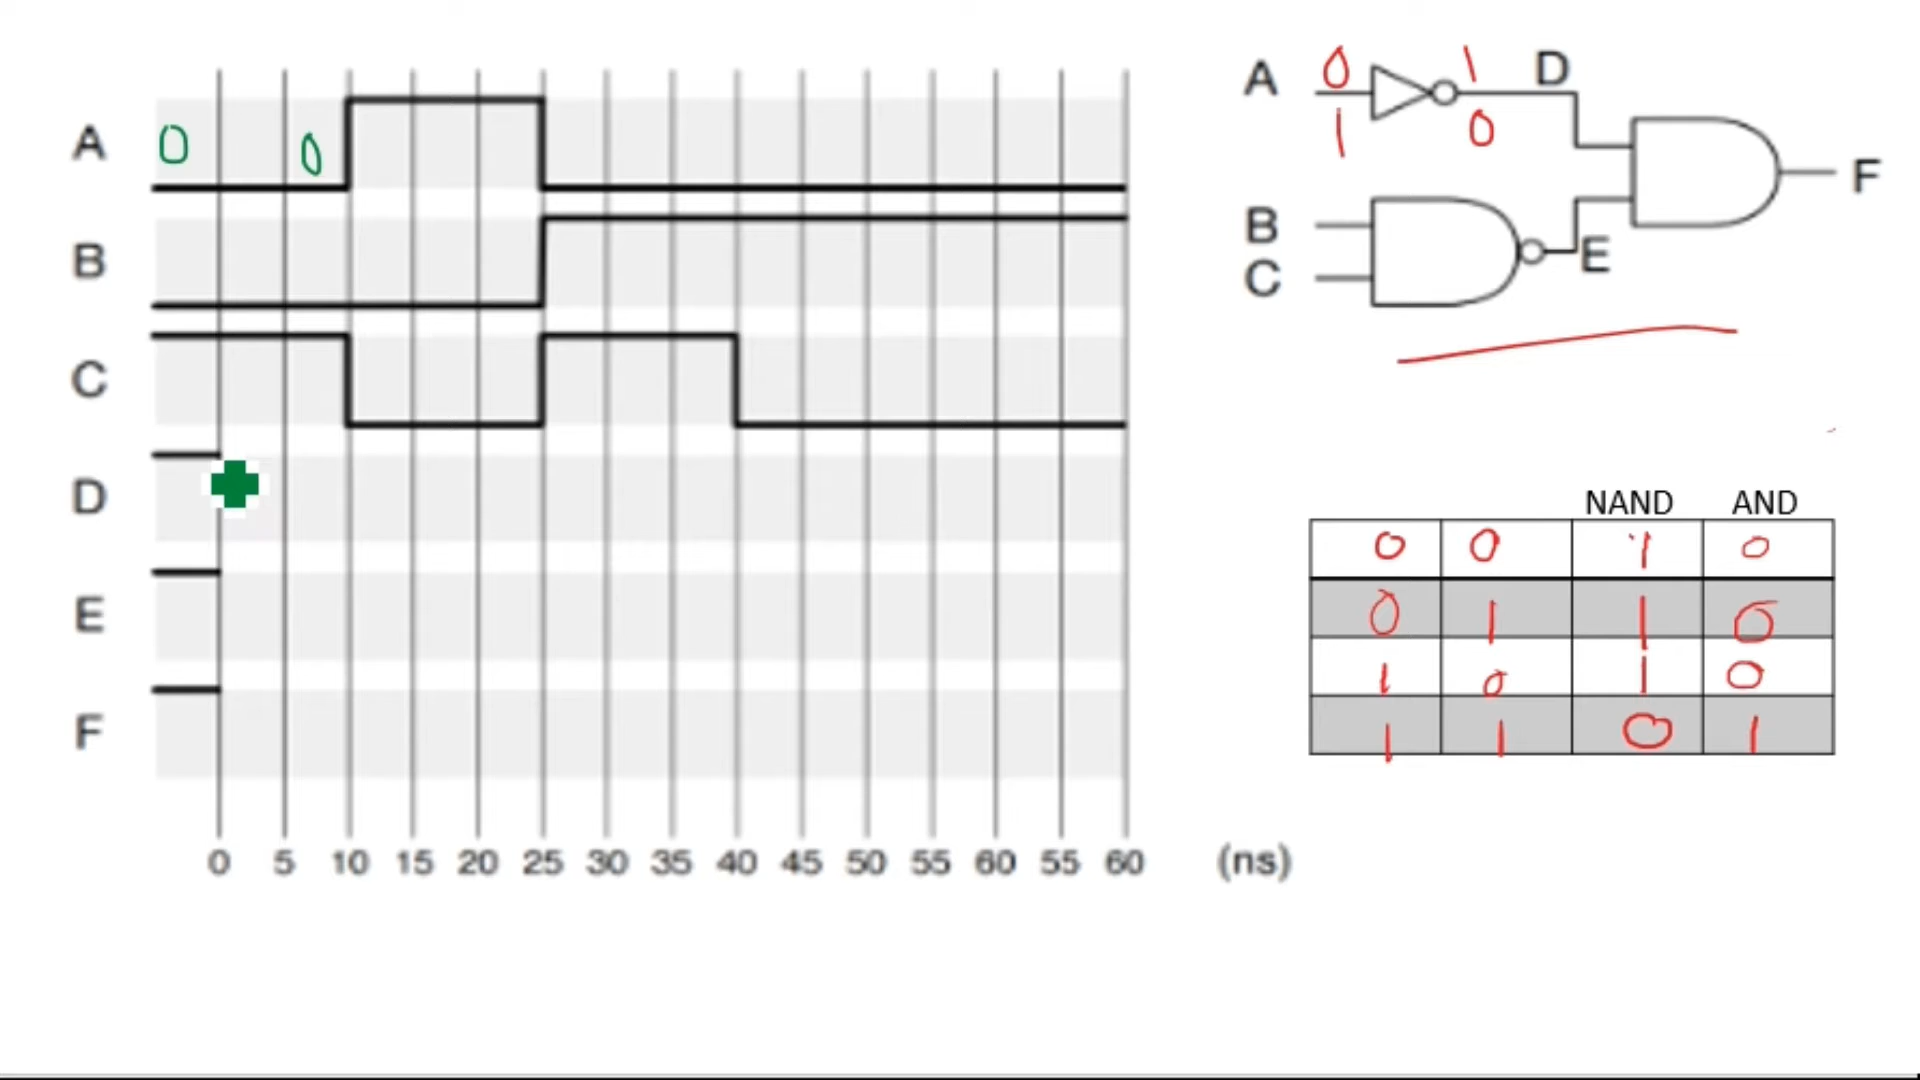 A 0 0
B
C
D
E
F
0 5 10 15 20 25 30 35 40 45 50 55 60 55 60 (ns)
A 0 1 D
1 0
F
B
C
E
NAND AND
0 0 1 0
0 1 1 0
1 0 1 0
1 1 0 1